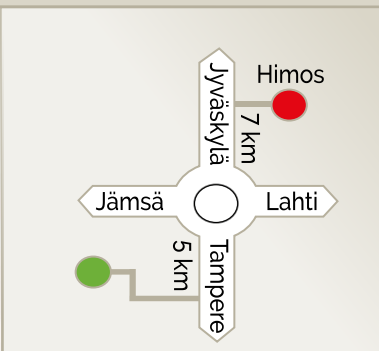 Himos
Jyväskylä
7 km
Jämsä
Lahti
5 km
Tampere